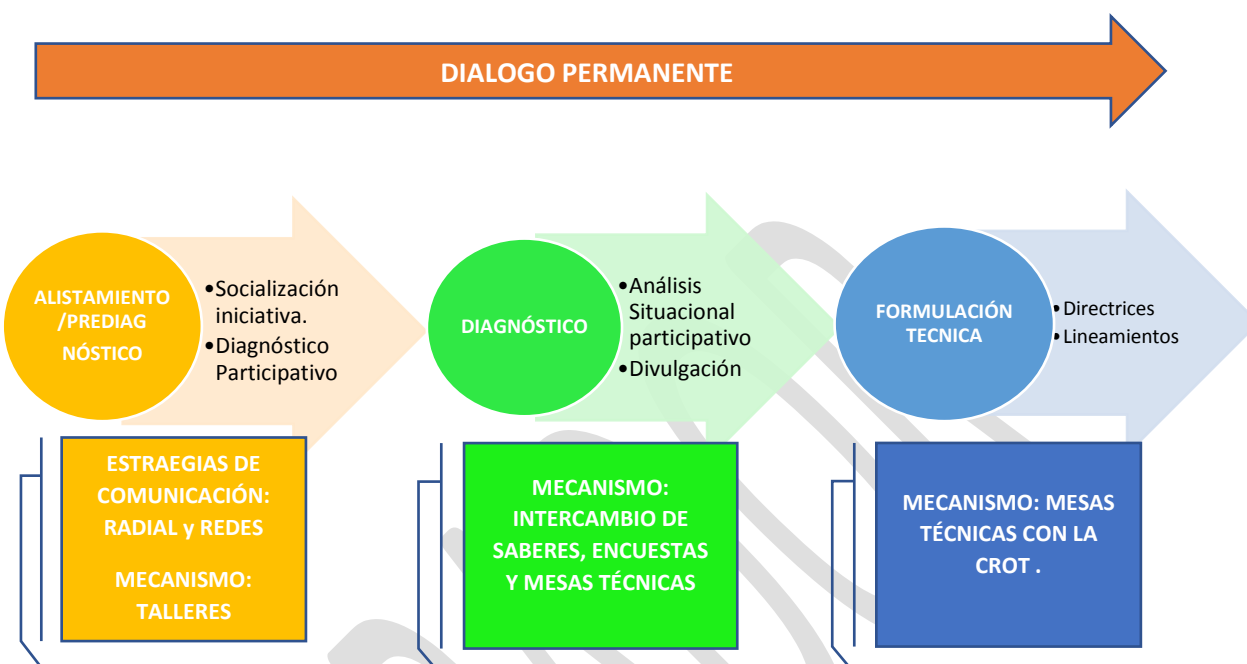 DIALOGO PERMANENTE
ALISTAMIENTO
/PREDIAG
NÓSTICO
•Socialización
iniciativa.
•Diagnóstico
Participativo
DIAGNÓSTICO
•Análisis
Situacional
participativo
•Divulgación
FORMULACIÓN
TECNICA
•Directrices
•Lineamientos
ESTRAEGIAS DE
COMUNICACIÓN:
RADIAL y REDES
MECANISMO:
TALLERES
MECANISMO:
INTERCAMBIO DE
SABERES, ENCUESTAS
Y MESAS TÉCNICAS
MECANISMO: MESAS
TÉCNICAS CON LA
CROT .